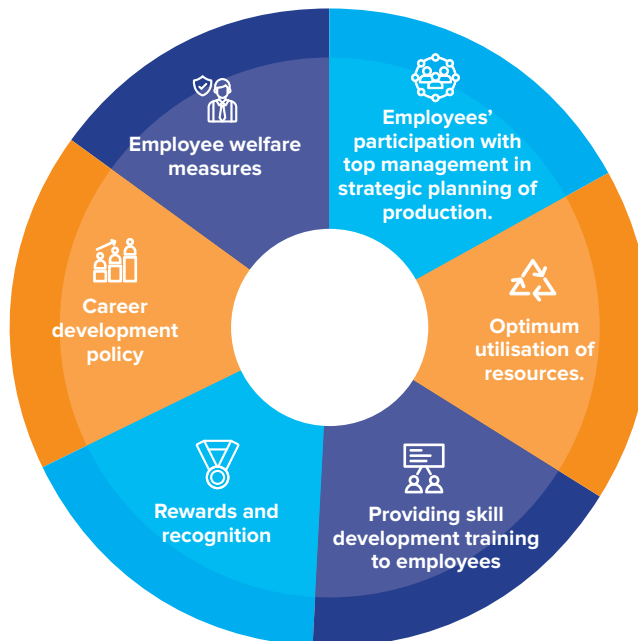 Employee welfare
measures
Employees’
participation with
top management in
strategic planning of
production.
Career
development
policy
Optimum
utilisation of
resources.
Rewards and
recognition
Providing skill
development training
to employees